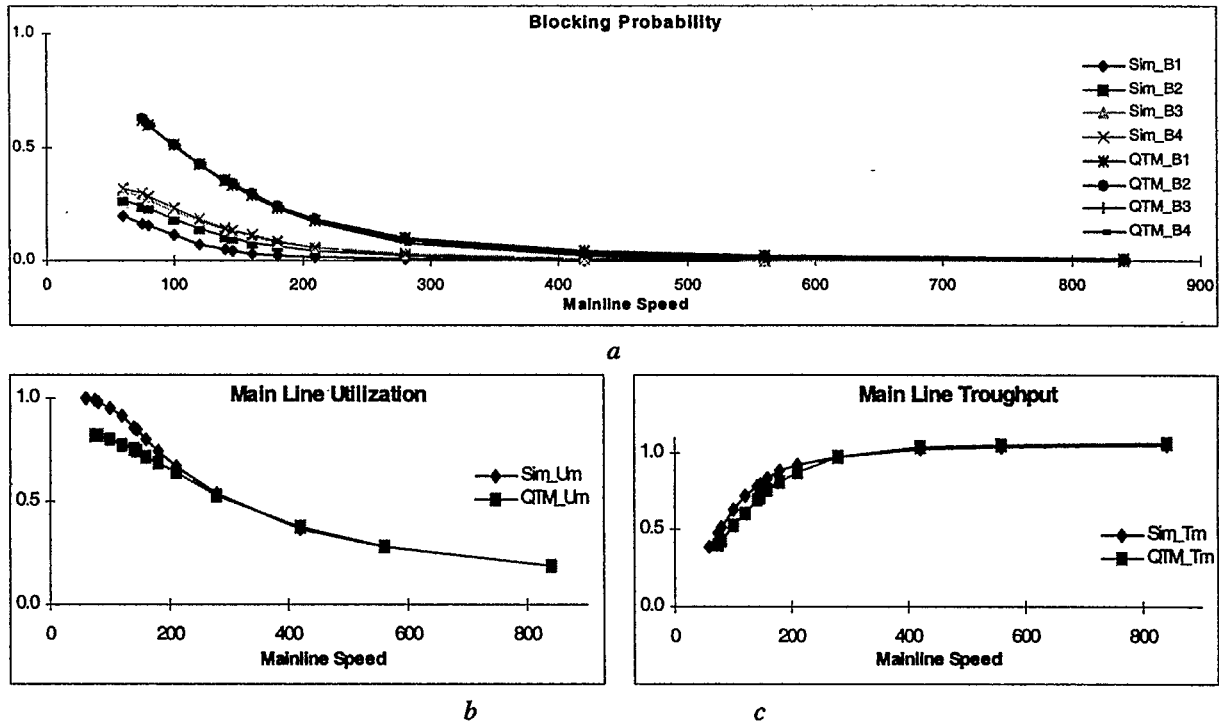 Blocking Probability
1.0
0.5
0.0
0 100 200 300 400 500 600 700 800 900
Mainline Speed
Sim_B1
Sim_B2
Sim_B3
Sim_B4
QTM_B1
QTM_B2
QTM_B3
QTM_B4
a
Main Line Utilization
1.0
0.5
0.0
0 200 400 600 800
Mainline Speed
Sim_Um
QTM_Um
b
Main Line Troughput
1.0
0.5
0.0
0 200 400 600 800
Mainline Speed
Sim_Tm
QTM_Tm
c